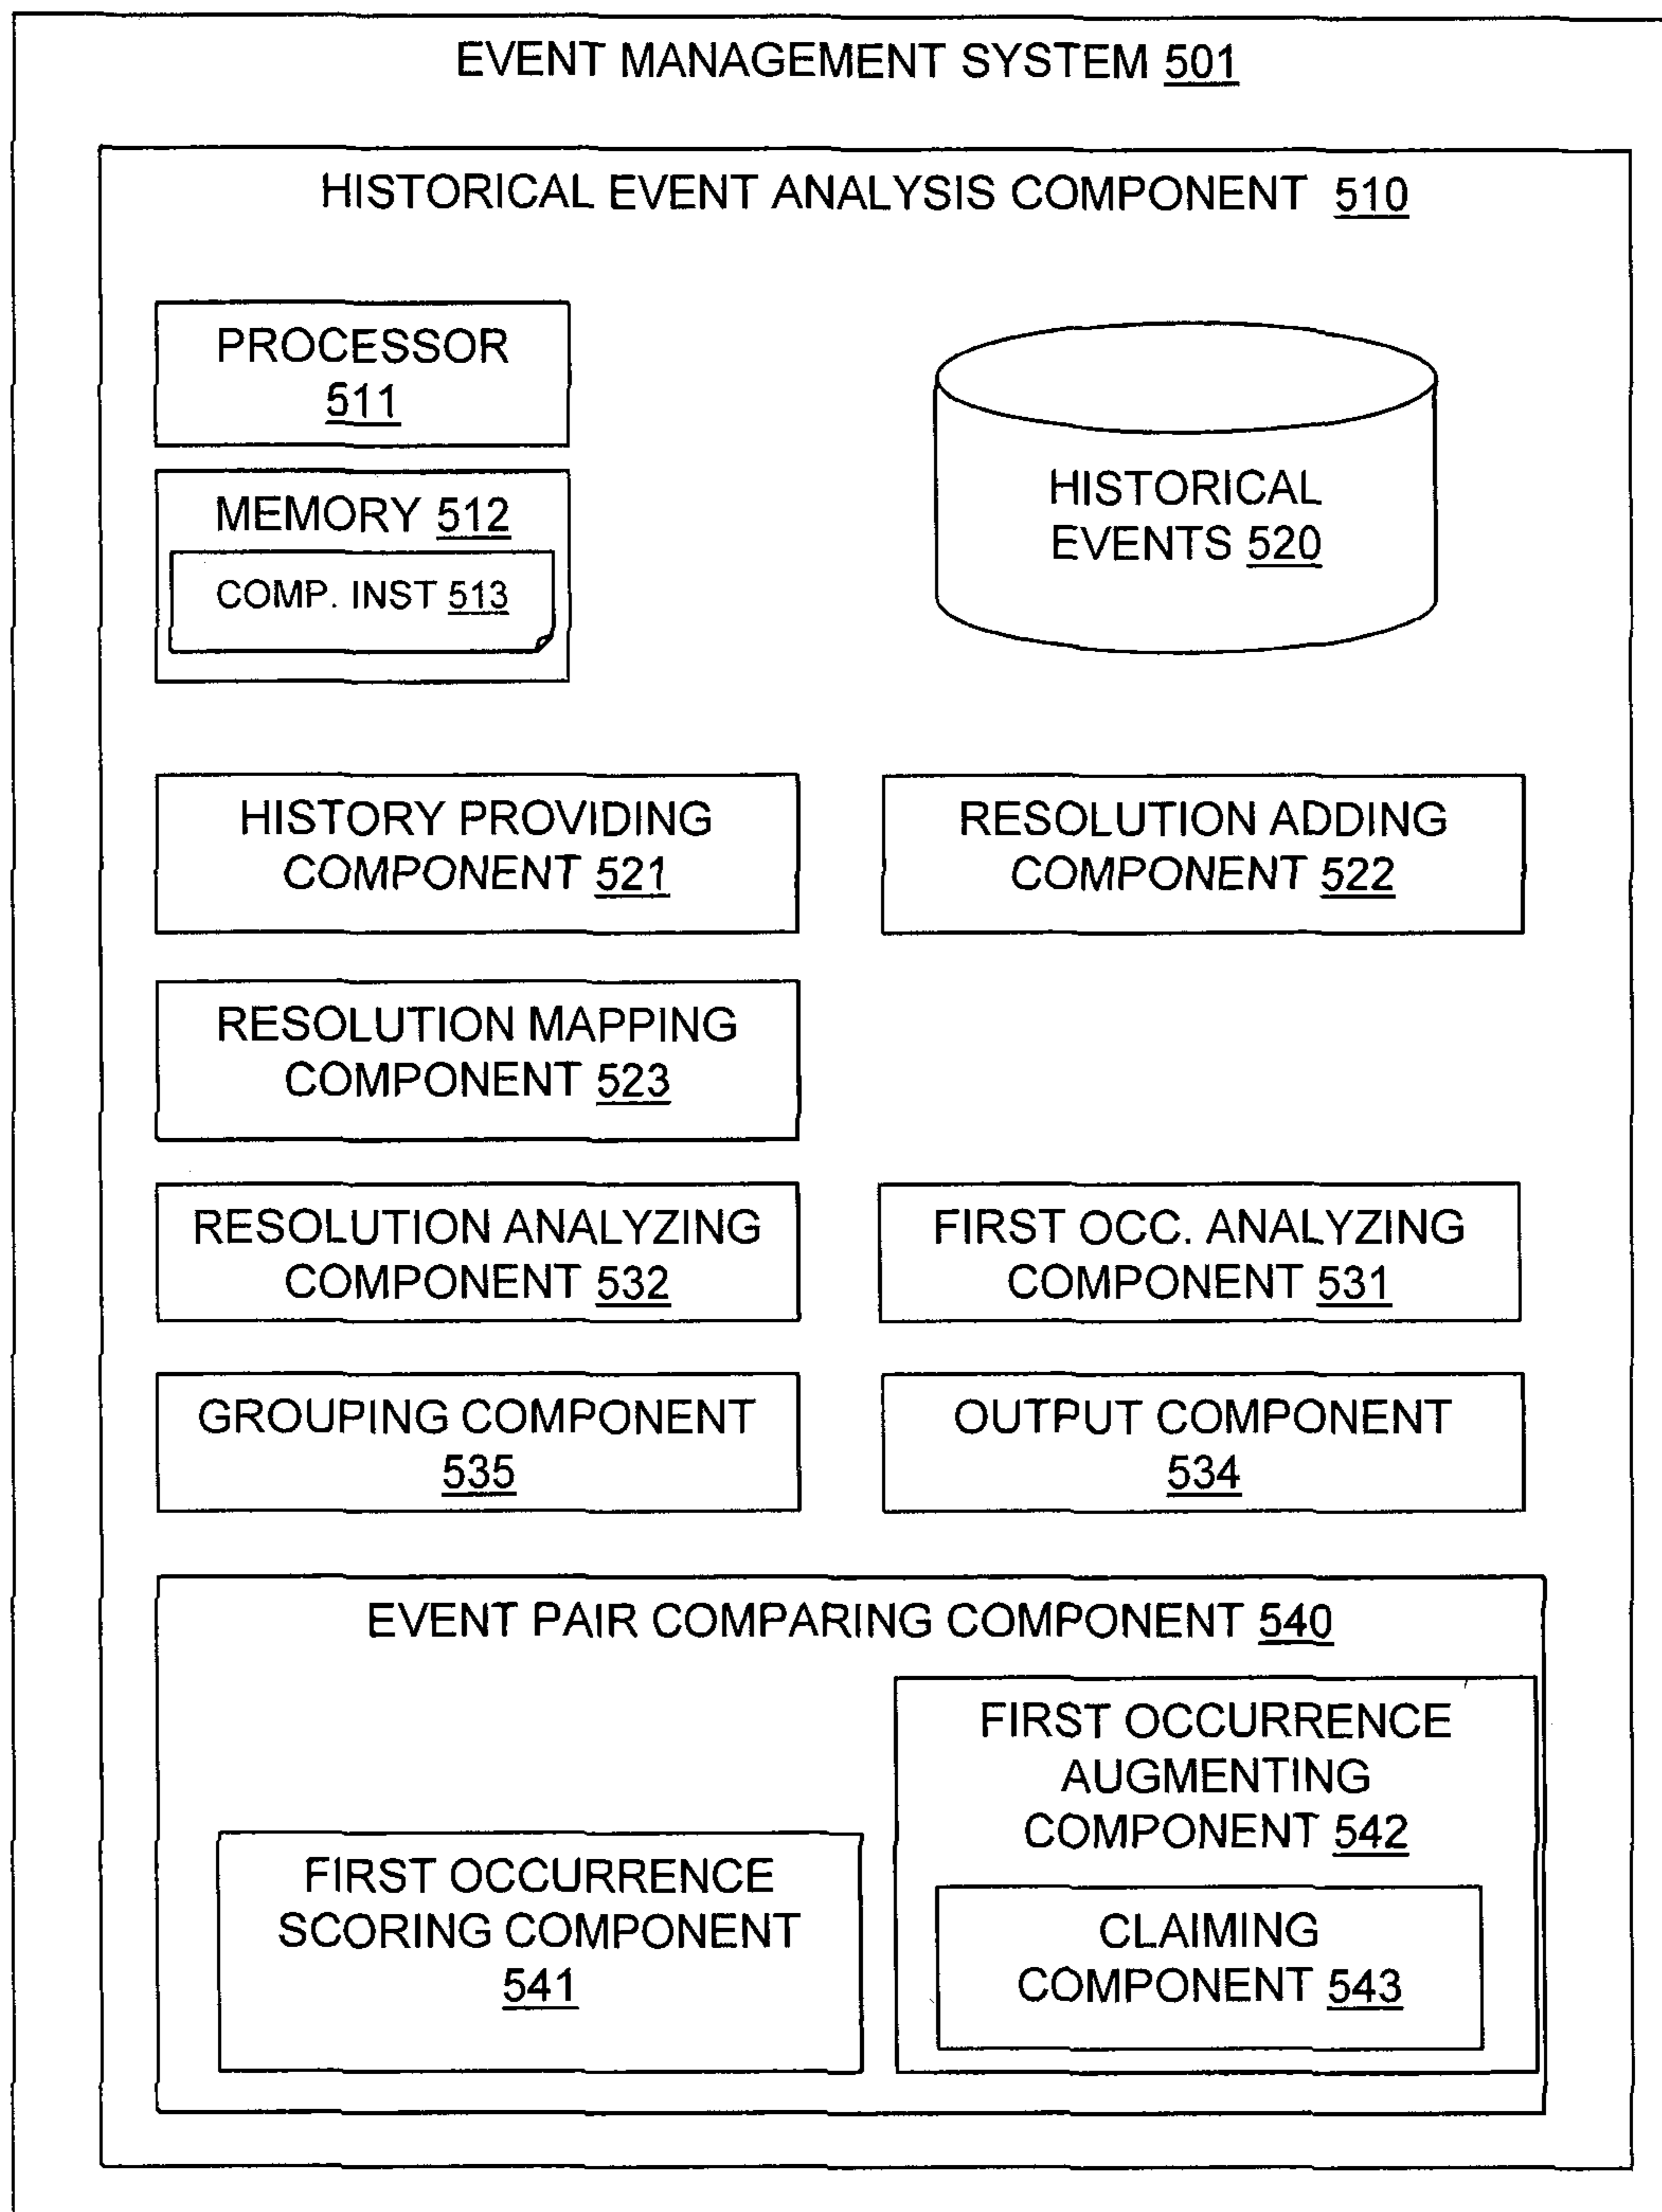 EVENT MANAGEMENT SYSTEM 501
HISTORICAL EVENT ANALYSIS COMPONENT 510
PROCESSOR
511
MEMORY 512
COMP. INST 513
HISTORICAL
EVENTS 520
HISTORY PROVIDING
COMPONENT 521
RESOLUTION ADDING
COMPONENT 522
RESOLUTION MAPPING
COMPONENT 523
RESOLUTION ANALYZING
COMPONENT 532
FIRST OCC. ANALYZING
COMPONENT 531
GROUPING COMPONENT
535
OUTPUT COMPONENT
534
EVENT PAIR COMPARING COMPONENT 540
FIRST OCCURRENCE
SCORING COMPONENT
541
FIRST OCCURRENCE
AUGMENTING
COMPONENT 542
CLAIMING
COMPONENT 543